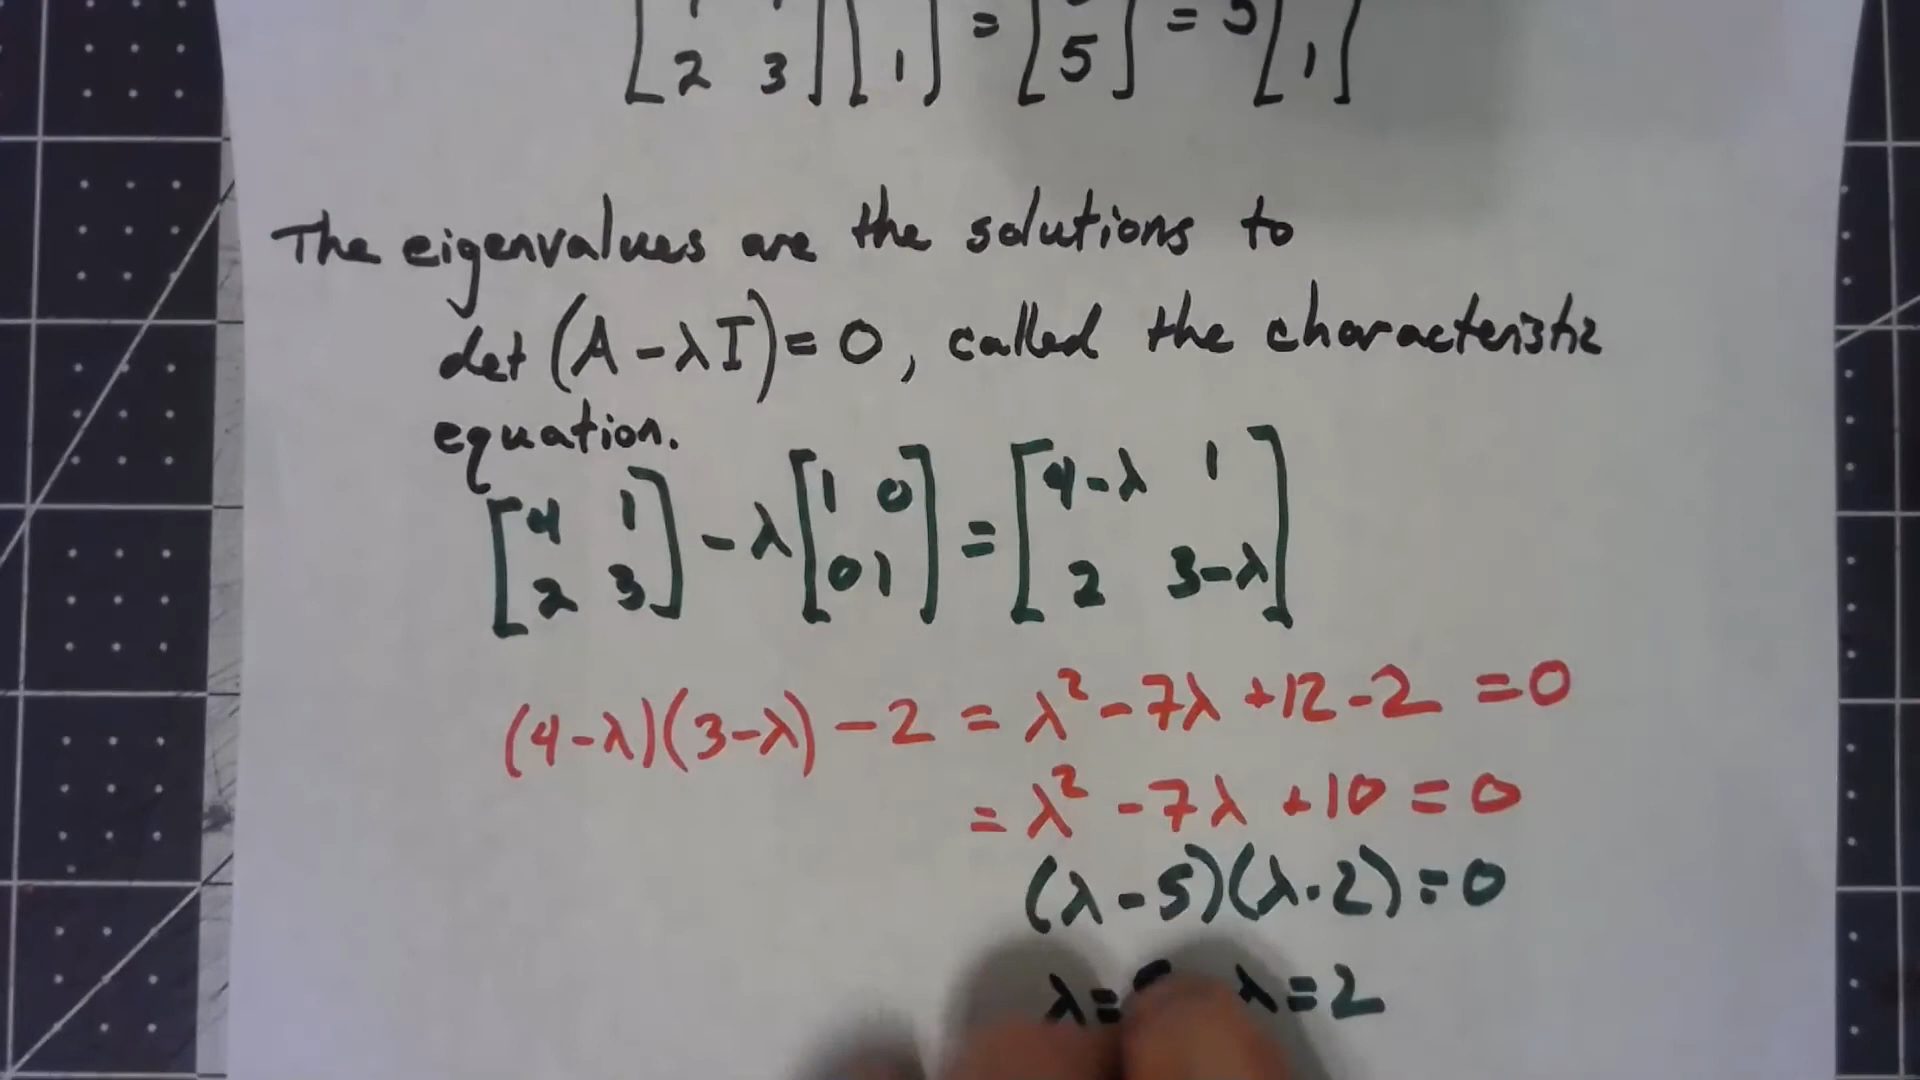 [2 3][1] = [5] = 5[1]
The eigenvalues are the solutions to
det (A - λI) = 0, called the characteristic
equation.
[4 1] - λ[1 0] = [4-λ 1]
[2 3] [0 1] [2 3-λ]
(4-λ)(3-λ) - 2 = λ² - 7λ + 12 - 2 = 0
= λ² - 7λ + 10 = 0
(λ - 5)(λ - 2) = 0
λ = λ = 2